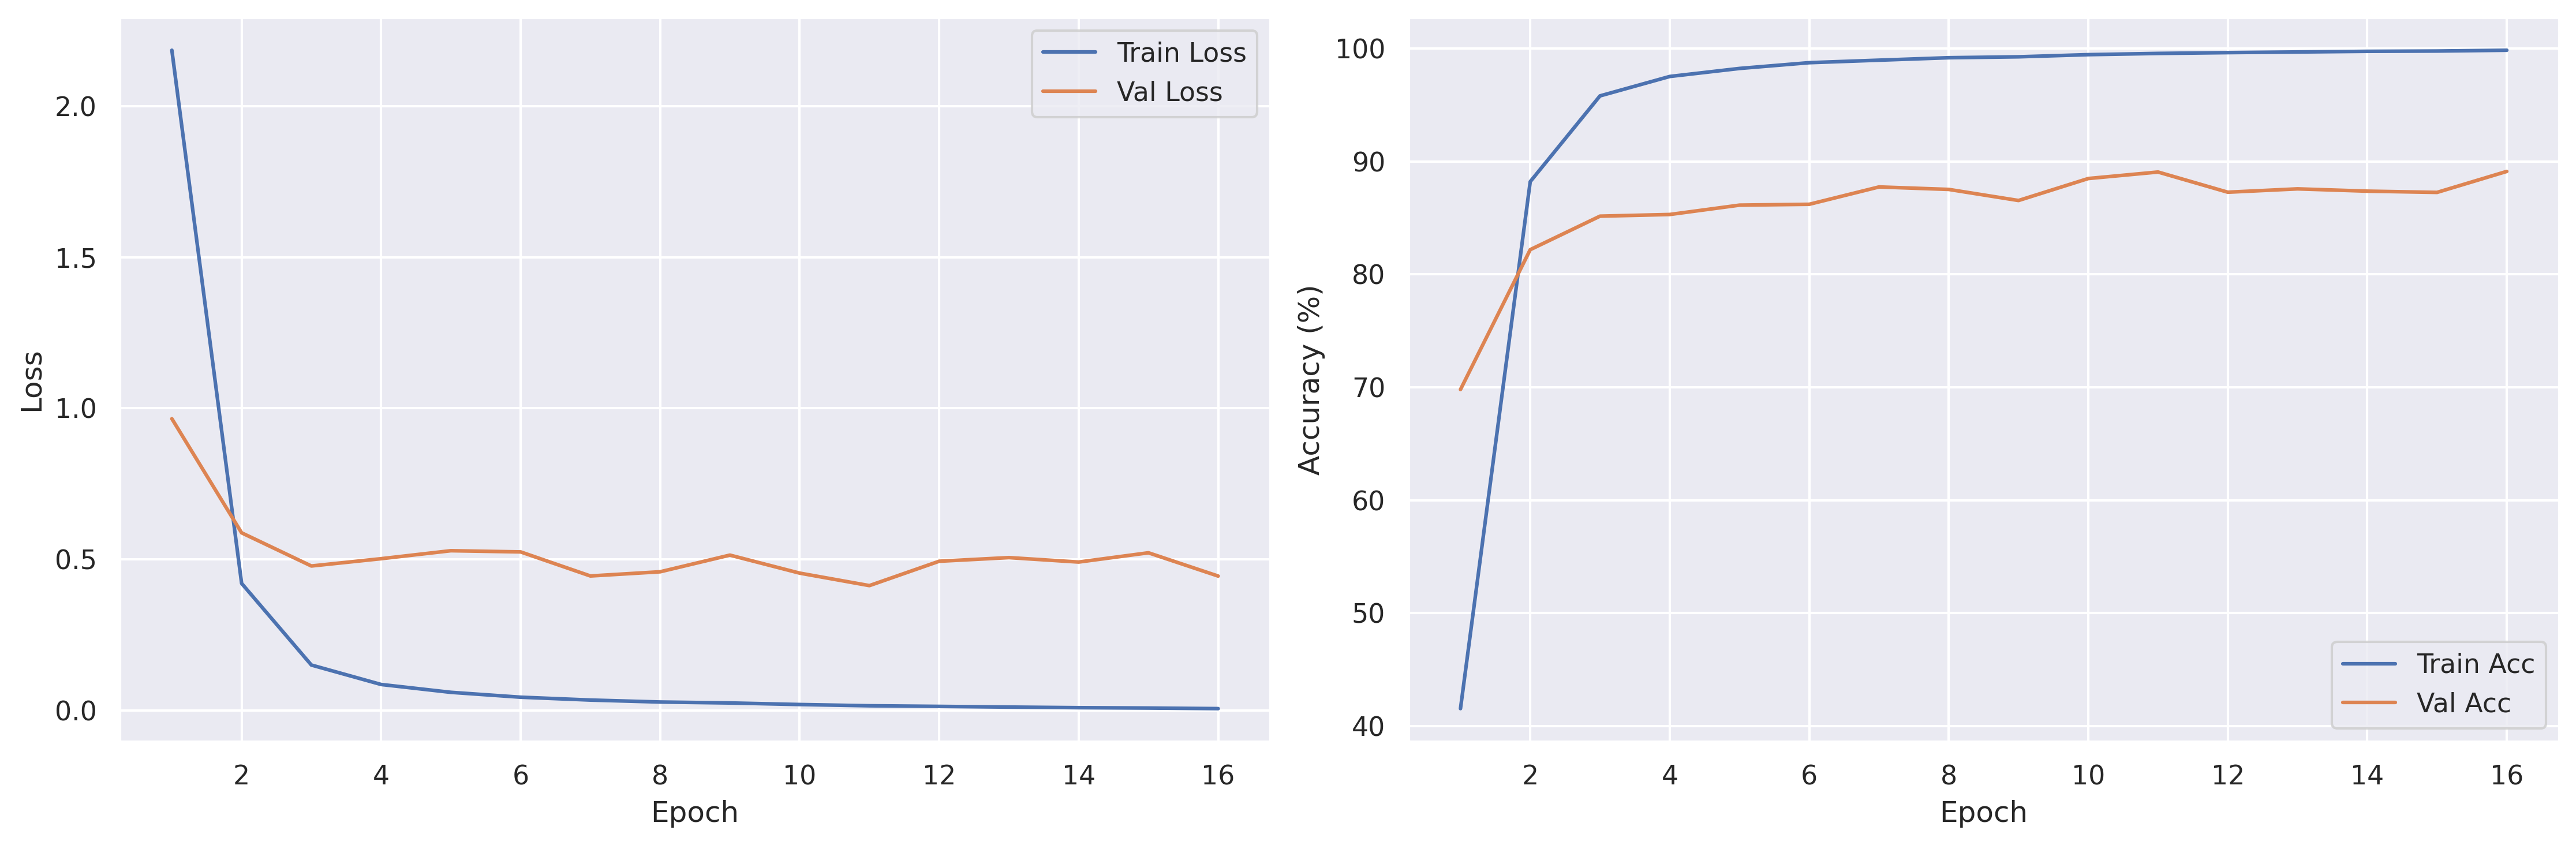 Train Loss
Val Loss
2.0
1.5
1.0
0.5
0.0
Loss
2 4 6 8 10 12 14 16
Epoch
100
90
80
70
60
50
40
Accuracy (%)
Train Acc
Val Acc
2 4 6 8 10 12 14 16
Epoch